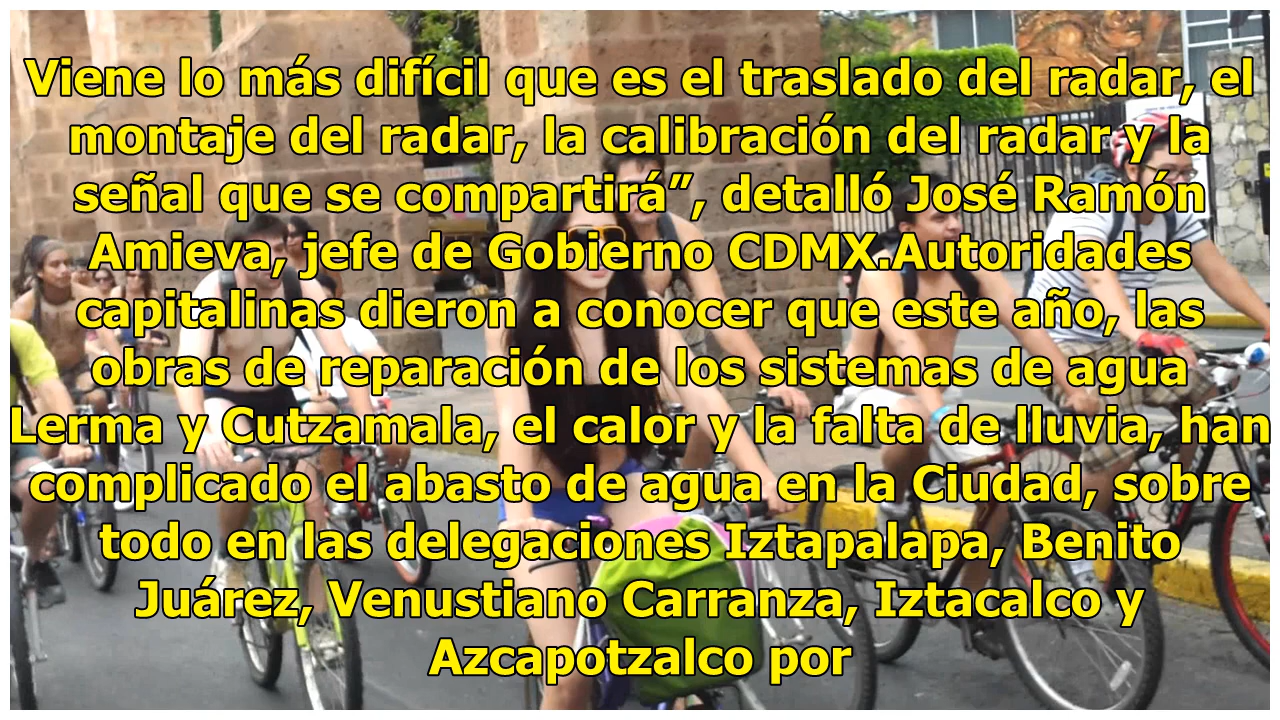 Viene lo más difícil que es el traslado del radar, el
montaje del radar, la calibración del radar y la
señal que se compartirá”, detalló José Ramón
Amieva, jefe de Gobierno CDMX.Autoridades
capitalinas dieron a conocer que este año, las
obras de reparación de los sistemas de agua
Lerma y Cutzamala, el calor y la falta de lluvia, han
complicado el abasto de agua en la Ciudad, sobre
todo en las delegaciones Iztapalapa, Benito
Juárez, Venustiano Carranza, Iztacalco y
Azcapotzalco por